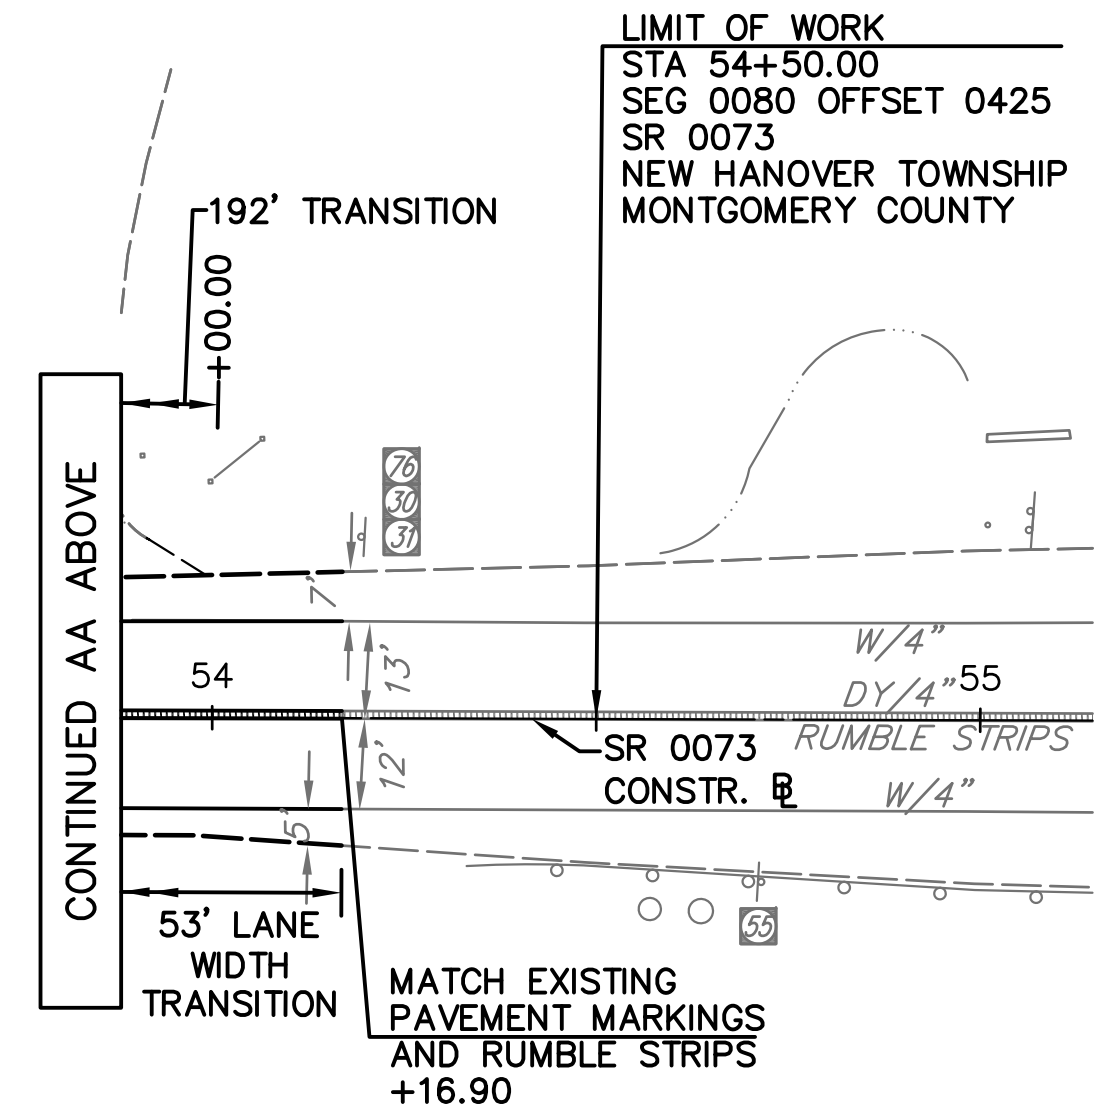 LIMIT OF WORK
STA 54+50.00
SEG 0080 OFFSET 0425
SR 0073
NEW HANOVER TOWNSHIP
MONTGOMERY COUNTY
192' TRANSITION
+00.00
CONTINUED AA ABOVE
76
30
31
7'
13'
54
W/4"
DY/4"
55
RUMBLE STRIPS
SR 0073
CONSTR. BL
12'
W/4"
5'
55
53' LANE
WIDTH
TRANSITION
MATCH EXISTING
PAVEMENT MARKINGS
AND RUMBLE STRIPS
+16.90